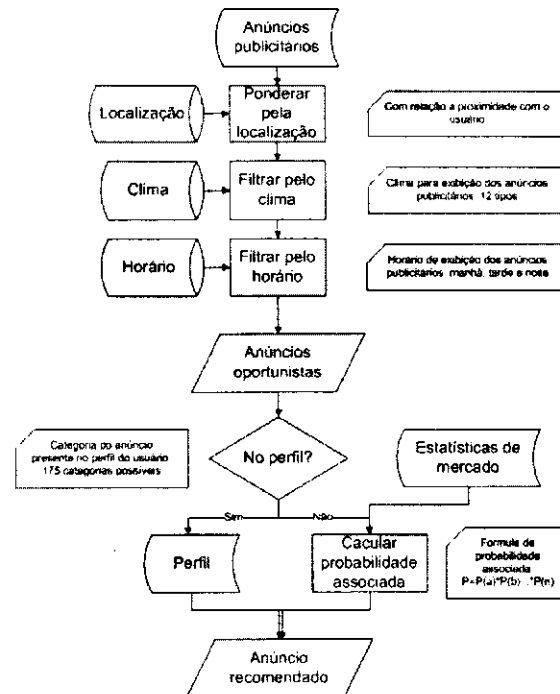 Anúncios
publicitários
Localização
Ponderar
pela
localização
Com relação a proximidade com o
usuário
Clima
Filtrar pelo
clima
Clima para exibição dos anúncios
publicitários 12 tipos
Horário
Filtrar pelo
horário
Horário de exibição dos anúncios
publicitários manhã, tarde e noite
Anúncios
oportunistas
Categoria do anúncio
presente no perfil do usuário
175 categorias possíveis
No perfil?
Estatísticas de
mercado
Sim
Não
Perfil
Cacular
probabilidade
associada
Formula de
probabilidade
associada
P=P(a)*P(b) ..*P(n)
Anúncio
recomendado